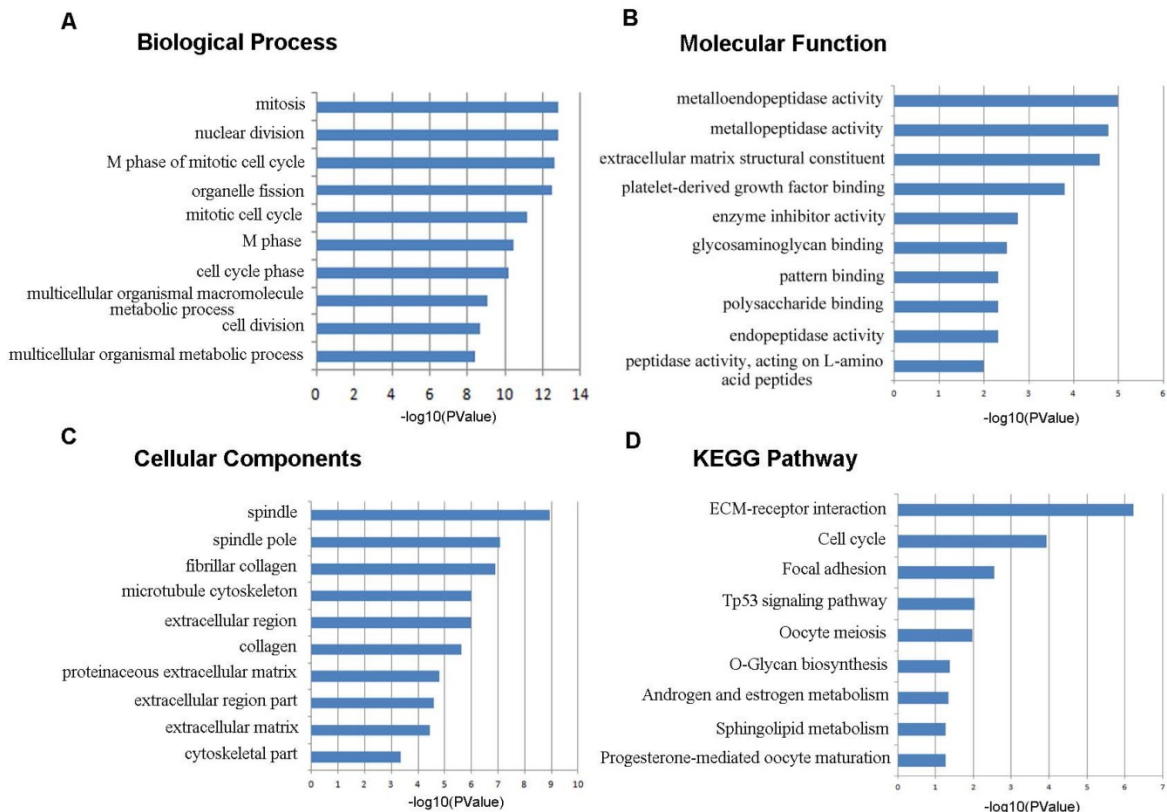 A
Biological Process
mitosis
nuclear division
M phase of mitotic cell cycle
organelle fission
mitotic cell cycle
M phase
cell cycle phase
multicellular organismal macromolecule
metabolic process
cell division
multicellular organismal metabolic process
0 2 4 6 8 10 12 14
-log10(PValue)
B
Molecular Function
metalloendopeptidase activity
metallopeptidase activity
extracellular matrix structural constituent
platelet-derived growth factor binding
enzyme inhibitor activity
glycosaminoglycan binding
pattern binding
polysaccharide binding
endopeptidase activity
peptidase activity, acting on L-amino
acid peptides
0 1 2 3 4 5 6
-log10(PValue)
C
Cellular Components
spindle
spindle pole
fibrillar collagen
microtubule cytoskeleton
extracellular region
collagen
proteinaceous extracellular matrix
extracellular region part
extracellular matrix
cytoskeletal part
0 1 2 3 4 5 6 7 8 9 10
-log10(PValue)
D
KEGG Pathway
ECM-receptor interaction
Cell cycle
Focal adhesion
Tp53 signaling pathway
Oocyte meiosis
O-Glycan biosynthesis
Androgen and estrogen metabolism
Sphingolipid metabolism
Progesterone-mediated oocyte maturation
0 1 2 3 4 5 6 7
-log10(PValue)